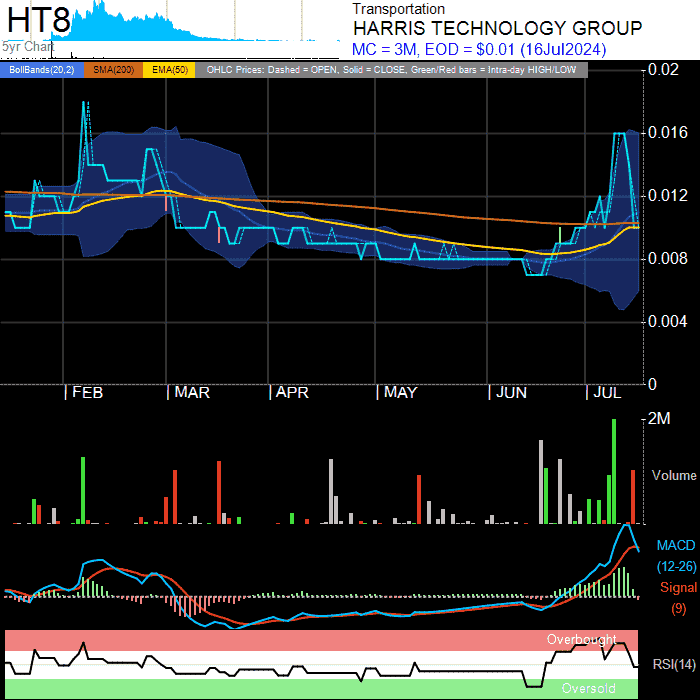 HT8
Transportation
HARRIS TECHNOLOGY GROUP
MC = 3M, EOD = $0.01 (16Jul2024)
5yr Chart
BollBands(20,2) SMA(200) EMA(50) OHLC Prices: Dashed = OPEN, Solid = CLOSE, Green/Red bars = Intra-day HIGH/LOW
0.02
0.016
0.012
0.008
0.004
0
FEB MAR APR MAY JUN JUL
2M
Volume
MACD
(12-26)
Signal
(9)
Overbought
RSI(14)
Oversold